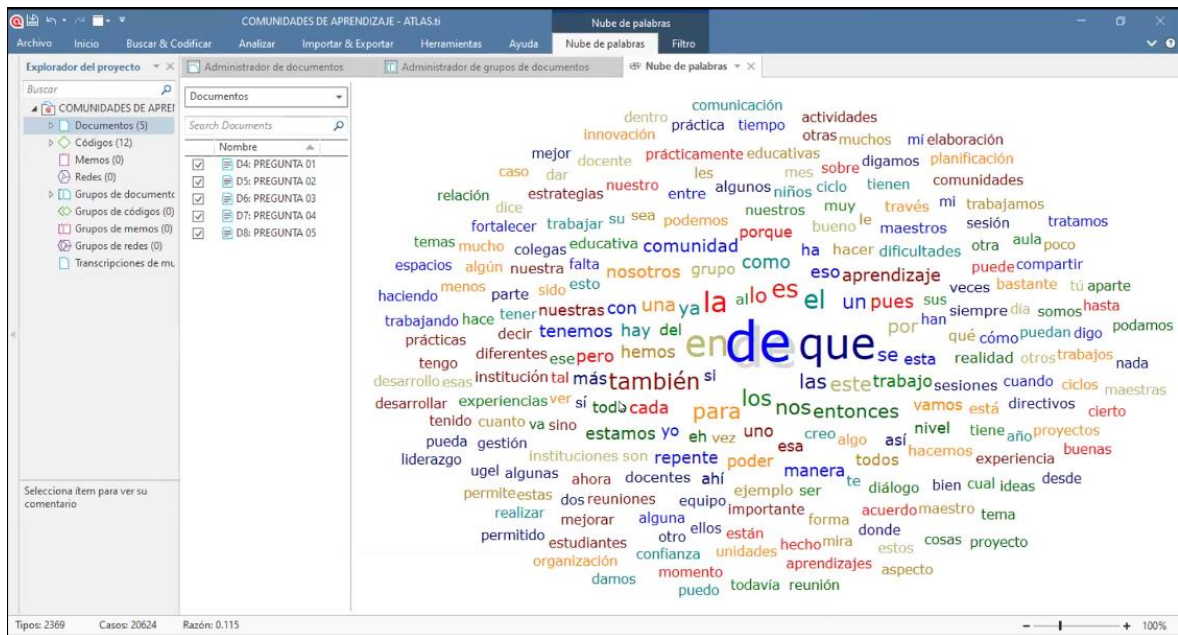 COMUNIDADES DE APRENDIZAJE - ATLAS.ti
Nube de palabras
Archivo Inicio Buscar & Codificar Analizar Importar & Exportar Herramientas Ayuda Nube de palabras Filtro
Explorador del proyecto
Administrador de documentos
Administrador de grupos de documentos
Nube de palabras
Buscar
COMUNIDADES DE APREI
Documentos (5)
Códigos (12)
Memos (0)
Redes (0)
Grupos de documentc
Grupos de códigos (0)
Grupos de memos (0)
Grupos de redes (0)
Transcripciones de mu
Selecciona ítem para ver su
comentario
Documentos
Search Documents
Nombre
D4: PREGUNTA 01
D5: PREGUNTA 02
D6: PREGUNTA 03
D7: PREGUNTA 04
D8: PREGUNTA 05
comunicación
dentro práctica tiempo actividades
innovación otras muchos mí elaboración
mejor docente prácticamente educativas sobre digamos planificación
caso dar les mes comunidades
relación estrategias nuestro entre algunos niños ciclo tienen
dice nuestros muy través mi trabajamos
fortalecer trabajar su sea podemos porque bueno le maestros sesión tratamos
temas mucho colegas educativa comunidad ha hacer dificultades otra aula poco
espacios algún nuestra falta nosotros grupo como eso aprendizaje puede compartir
haciendo menos parte sido esto veces bastante tú aparte
tener nuestras con una ya la al lo es el un pues sus siempre día somos hasta
trabajando hace decir tenemos hay del por han qué cómo puedan digo podamos
prácticas diferentes ese pero hemos en de que se esta realidad otros trabajos nada
tengo
desarrollo esas institución tal más también si las este trabajo sesiones cuando ciclos maestras
desarrollar experiencias ver sí todo cada para los nos entonces vamos está directivos cierto
tenido cuanto va sino estamos yo eh vez uno esa creo algo así nivel tiene año proyectos
pueda gestión hacemos experiencia buenas
liderazgo instituciones son repente poder manera todos
ugel algunas ahora docentes ahí te diálogo bien cual ideas desde
permite estas dos reuniones equipo ejemplo ser
realizar mejorar alguna importante forma acuerdo maestro tema
permitido estudiantes otro ellos están hecho mira donde estos cosas proyecto
organización confianza unidades aprendizajes aspecto
damos momento
puedo todavía reunión
Tipos: 2369 Casos: 20624 Razón: 0.115
100%